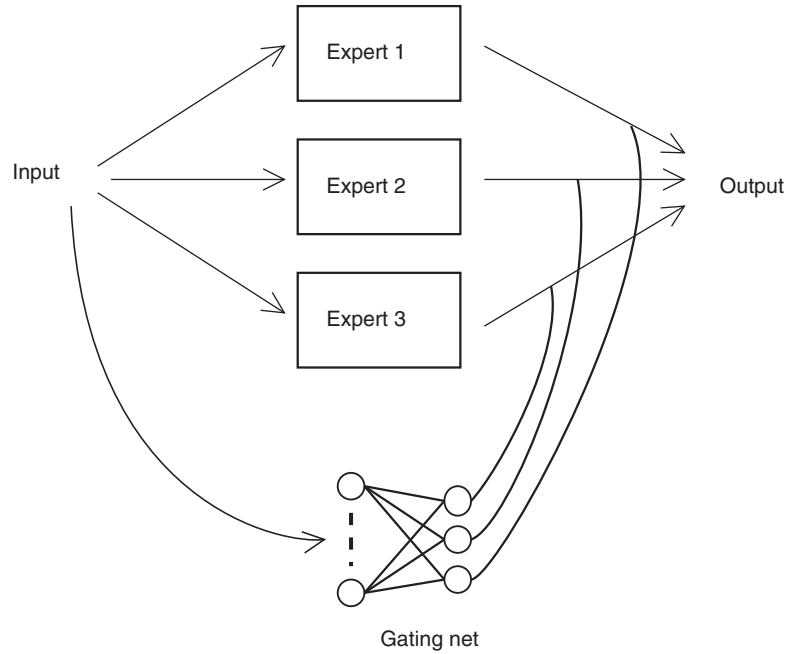 Expert 1
Input
Expert 2
Output
Expert 3
Gating net